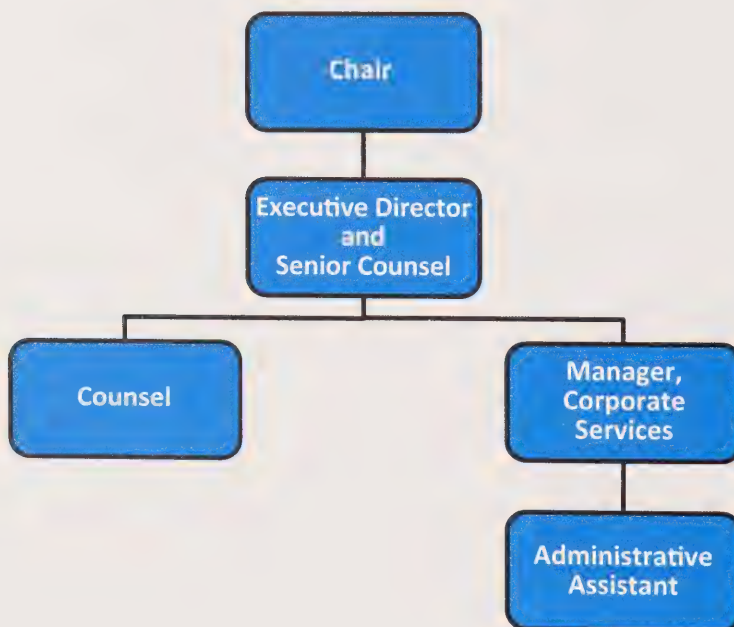 Chair
Executive Director
and
Senior Counsel
Counsel
Manager,
Corporate
Services
Administrative
Assistant